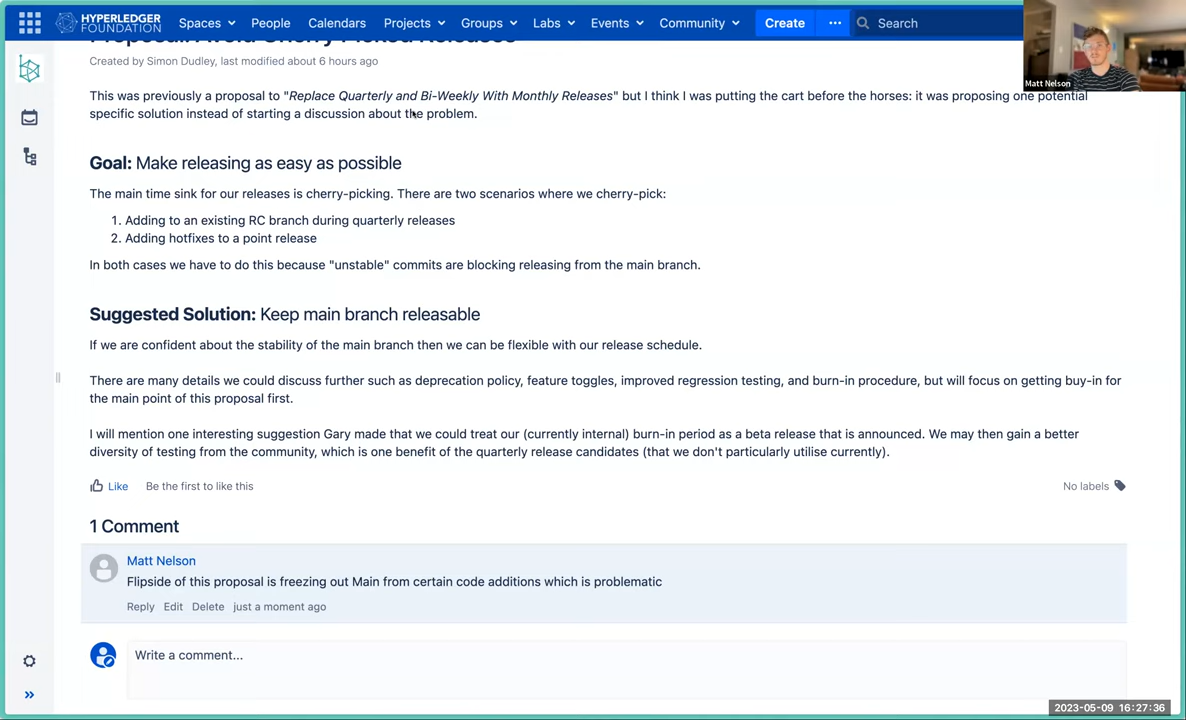 HYPERLEDGER
FOUNDATION
Spaces People Calendars Projects Groups Labs Events Community Create ··· Search
Proposal: Avoid Cherry Picked Releases
Matt Nelson
Created by Simon Dudley, last modified about 6 hours ago
This was previously a proposal to "Replace Quarterly and Bi-Weekly With Monthly Releases" but I think I was putting the cart before the horses: it was proposing one potential
specific solution instead of starting a discussion about the problem.
Goal: Make releasing as easy as possible
The main time sink for our releases is cherry-picking. There are two scenarios where we cherry-pick:
1. Adding to an existing RC branch during quarterly releases
2. Adding hotfixes to a point release
In both cases we have to do this because "unstable" commits are blocking releasing from the main branch.
Suggested Solution: Keep main branch releasable
If we are confident about the stability of the main branch then we can be flexible with our release schedule.
There are many details we could discuss further such as deprecation policy, feature toggles, improved regression testing, and burn-in procedure, but will focus on getting buy-in for
the main point of this proposal first.
I will mention one interesting suggestion Gary made that we could treat our (currently internal) burn-in period as a beta release that is announced. We may then gain a better
diversity of testing from the community, which is one benefit of the quarterly release candidates (that we don't particularly utilise currently).
Like Be the first to like this No labels
1 Comment
Matt Nelson
Flipside of this proposal is freezing out Main from certain code additions which is problematic
Reply Edit Delete just a moment ago
Write a comment...
2023-05-09 16:27:36